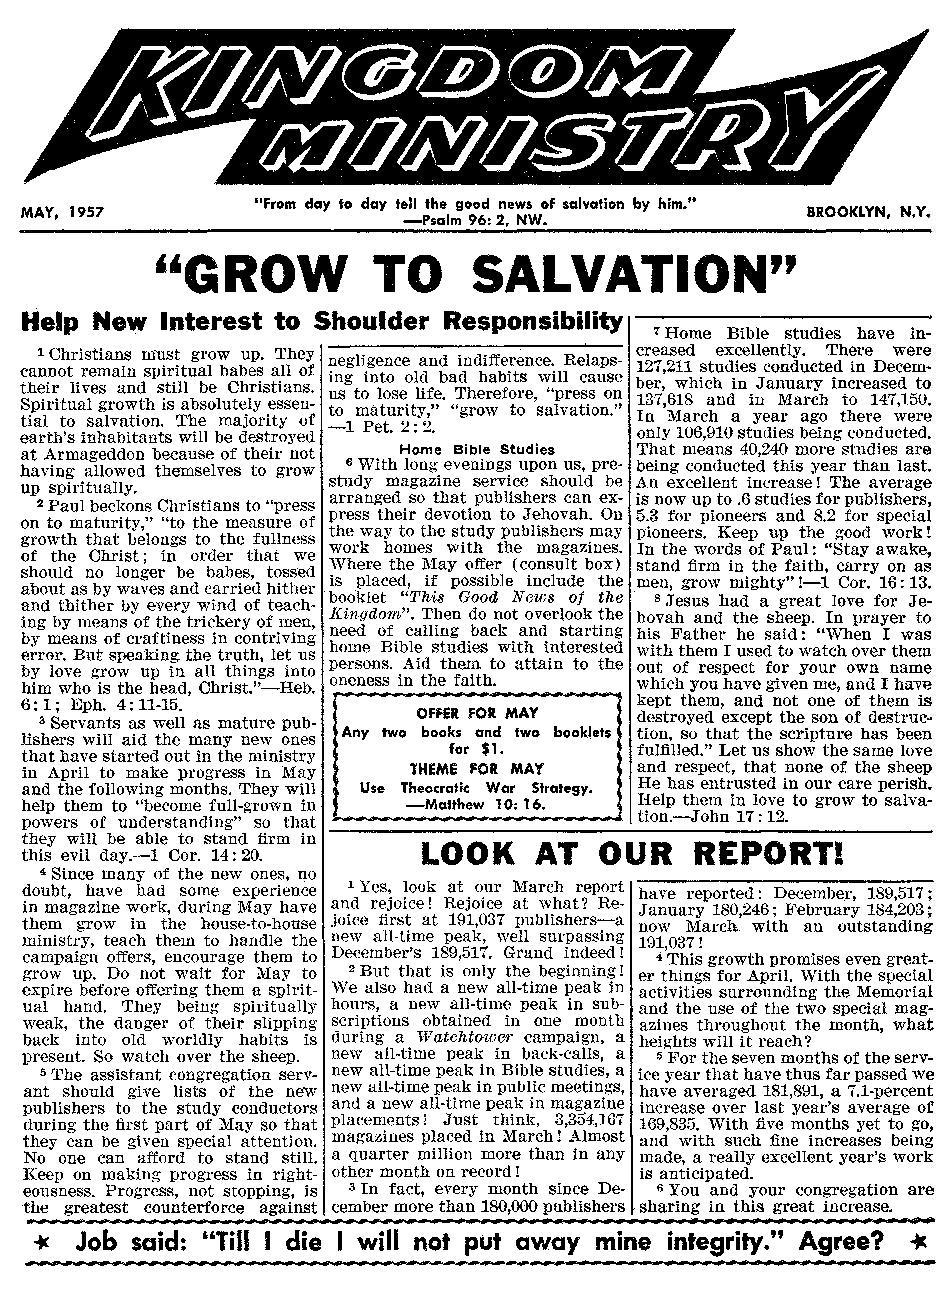 KINGDOM
MINISTRY
MAY, 1957
"From day to day tell the good news of salvation by him."
—Psalm 96: 2, NW.
BROOKLYN, N.Y.
"GROW TO SALVATION"
Help New Interest to Shoulder Responsibility
1 Christians must grow up. They
cannot remain spiritual babes all of
their lives and still be Christians.
Spiritual growth is absolutely essen-
tial to salvation. The majority of
earth's inhabitants will be destroyed
at Armageddon because of their not
having allowed themselves to grow
up spiritually.
2 Paul beckons Christians to "press
on to maturity," "to the measure of
growth that belongs to the fullness
of the Christ; in order that we
should no longer be babes, tossed
about as by waves and carried hither
and thither by every wind of teach-
ing by means of the trickery of men,
by means of craftiness in contriving
error. But speaking the truth, let us
by love grow up in all things into
him who is the head, Christ."—Heb.
6:1; Eph. 4:11-15.
3 Servants as well as mature pub-
lishers will aid the many new ones
that have started out in the ministry
in April to make progress in May
and the following months. They will
help them to "become full-grown in
powers of understanding" so that
they will be able to stand firm in
this evil day.—1 Cor. 14:20.
4 Since many of the new ones, no
doubt, have had some experience
in magazine work, during May have
them grow in the house-to-house
ministry, teach them to handle the
campaign offers, encourage them to
grow up. Do not wait for May to
expire before offering them a spirit-
ual hand. They being spiritually
weak, the danger of their slipping
back into old worldly habits is
present. So watch over the sheep.
5 The assistant congregation serv-
ant should give lists of the new
publishers to the study conductors
during the first part of May so that
they can be given special attention.
No one can afford to stand still.
Keep on making progress in right-
eousness. Progress, not stopping, is
the greatest counterforce against
negligence and indifference. Relaps-
ing into old bad habits will cause
us to lose life. Therefore, "press on
to maturity," "grow to salvation."
—1 Pet. 2:2.
Home Bible Studies
6 With long evenings upon us, pre-
study magazine service should be
arranged so that publishers can ex-
press their devotion to Jehovah. On
the way to the study publishers may
work homes with the magazines.
Where the May offer (consult box)
is placed, if possible include the
booklet "This Good News of the
Kingdom". Then do not overlook the
need of calling back and starting
home Bible studies with interested
persons. Aid them to attain to the
oneness in the faith.
OFFER FOR MAY
Any two books and two booklets
for $1.
THEME FOR MAY
Use Theocratic War Strategy.
—Matthew 10: 16.
7 Home Bible studies have in-
creased excellently. There were
127,211 studies conducted in Decem-
ber, which in January increased to
137,618 and in March to 147,150.
In March a year ago there were
only 106,910 studies being conducted.
That means 40,240 more studies are
being conducted this year than last.
An excellent increase! The average
is now up to .6 studies for publishers,
5.3 for pioneers and 8.2 for special
pioneers. Keep up the good work!
In the words of Paul: "Stay awake,
stand firm in the faith, carry on as
men, grow mighty"!—1 Cor. 16:13.
8 Jesus had a great love for Je-
hovah and the sheep. In prayer to
his Father he said: "When I was
with them I used to watch over them
out of respect for your own name
which you have given me, and I have
kept them, and not one of them is
destroyed except the son of destruc-
tion, so that the scripture has been
fulfilled." Let us show the same love
and respect, that none of the sheep
He has entrusted in our care perish.
Help them in love to grow to salva-
tion.—John 17:12.
LOOK AT OUR REPORT!
1 Yes, look at our March report
and rejoice! Rejoice at what? Re-
joice first at 191,037 publishers—a
new all-time peak, well surpassing
December's 189,517. Grand indeed!
2 But that is only the beginning!
We also had a new all-time peak in
hours, a new all-time peak in sub-
scriptions obtained in one month
during a Watchtower campaign, a
new all-time peak in back-calls, a
new all-time peak in Bible studies, a
new all-time peak in public meetings,
and a new all-time peak in magazine
placements! Just think, 3,354,167
magazines placed in March! Almost
a quarter million more than in any
other month on record!
3 In fact, every month since De-
cember more than 180,000 publishers
have reported: December, 189,517;
January 180,246; February 184,203;
now March with an outstanding
191,037!
4 This growth promises even great-
er things for April. With the special
activities surrounding the Memorial
and the use of the two special mag-
azines throughout the month, what
heights will it reach?
5 For the seven months of the serv-
ice year that have thus far passed we
have averaged 181,891, a 7.1-percent
increase over last year's average of
169,835. With five months yet to go,
and with such fine increases being
made, a really excellent year's work
is anticipated.
6 You and your congregation are
sharing in this great increase.
★ Job said: "Till I die I will not put away mine integrity." Agree? ★